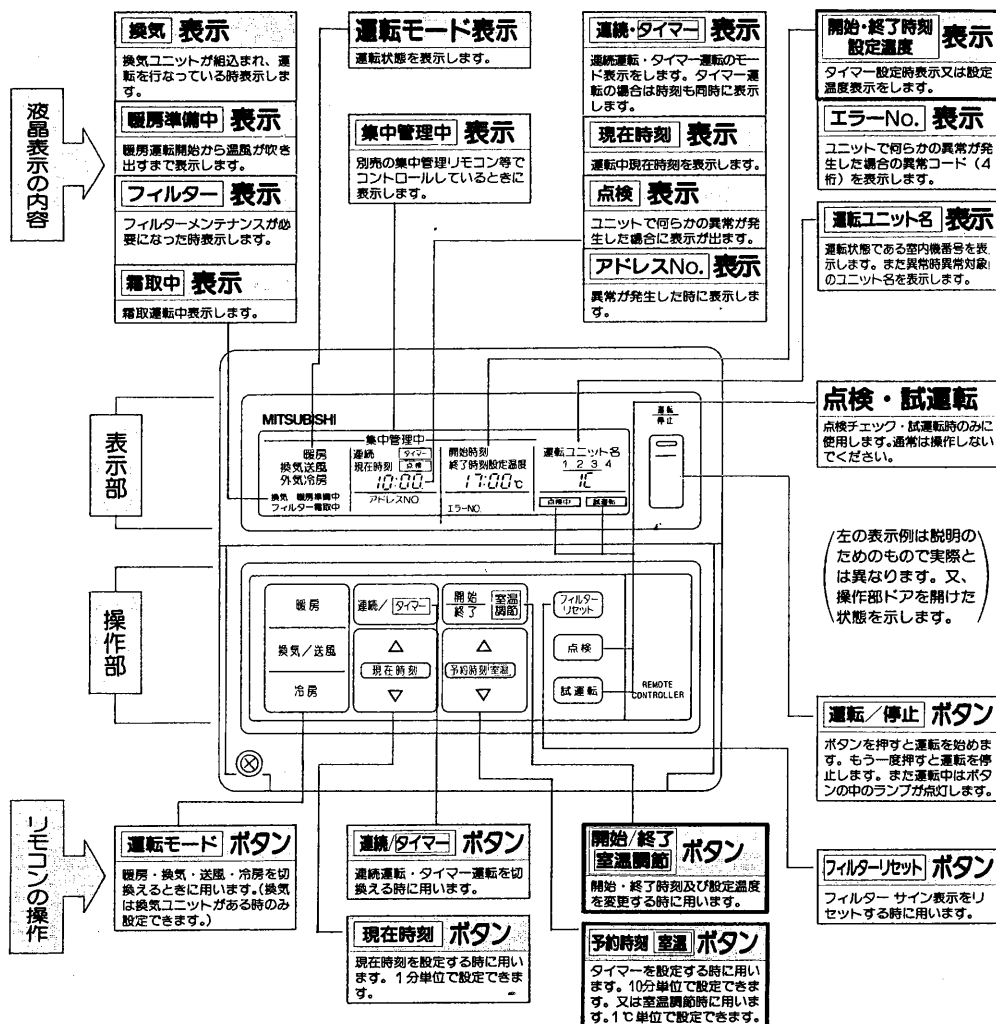 液晶表示の内容
換気 表示
換気ユニットが組込まれ、運
転を行なっている時表示しま
す。
暖房準備中 表示
暖房運転開始から温風が吹き
出すまで表示します。
フィルター 表示
フィルターメンテナンスが必
要になった時表示します。
霜取中 表示
霜取運転中表示します。
運転モード表示
運転状態を表示します。
集中管理中 表示
別売の集中管理リモコン等で
コントロールしているときに
表示します。
連続・タイマー 表示
連続運転・タイマー運転のモー
ド表示をします。タイマー運
転の場合は時刻も同時に表示
します。
現在時刻 表示
運転中現在時刻を表示します。
点検 表示
ユニットで何らかの異常が発
生した場合に表示が出ます。
アドレスNo. 表示
異常が発生した時に表示しま
す。
開始・終了時刻
設定温度 表示
タイマー設定時表示又は設定
温度表示をします。
エラーNo. 表示
ユニットで何らかの異常が発
生した場合の異常コード(4
桁)を表示します。
運転ユニット名 表示
運転状態である室内機番号を表
示します。また異常時異常対象
のユニット名を表示します。
点検・試運転
点検チェック・試運転時のみに
使用します。通常は操作しない
でください。
(左の表示例は説明の
ためのもので実際と
は異なります。又、
操作部ドアを開けた
状態を示します。)
表示部
MITSUBISHI
集中管理中
暖房
換気送風
外気冷房
換気 暖房準備中
フィルター霜取中
連続 タイマー
現在時刻 点検
10:00
アドレスNO
開始時刻
終了時刻設定温度
17:00℃
エラーNO.
運転ユニット名
1 2 3 4
1C
点検中 試運転
運転
停止
操作部
暖房
換気/送風
冷房
連続/タイマー
△
現在時刻
▽
開始
終了
室温
調節
△
予約時刻 室温
▽
フィルター
リセット
点検
試運転
REMOTE
CONTROLLER
リモコンの操作
運転モード ボタン
暖房・換気・送風・冷房を切
換えるときに用います。(換気
は換気ユニットがある時のみ
設定できます。)
連続/タイマー ボタン
連続運転・タイマー運転を切
換える時に用います。
現在時刻 ボタン
現在時刻を設定する時に用い
ます。1分単位で設定できま
す。
開始/終了
室温調節 ボタン
開始・終了時刻及び設定温度
を変更する時に用います。
予約時刻 室温 ボタン
タイマーを設定する時に用い
ます。10分単位で設定できま
す。又は室温調節時に用いま
す。1℃単位で設定できます。
運転/停止 ボタン
ボタンを押すと運転を始めま
す。もう一度押すと運転を停
止します。また運転中はボタ
ンの中のランプが点灯します。
フィルターリセット ボタン
フィルター サイン表示をリ
セットする時に用います。